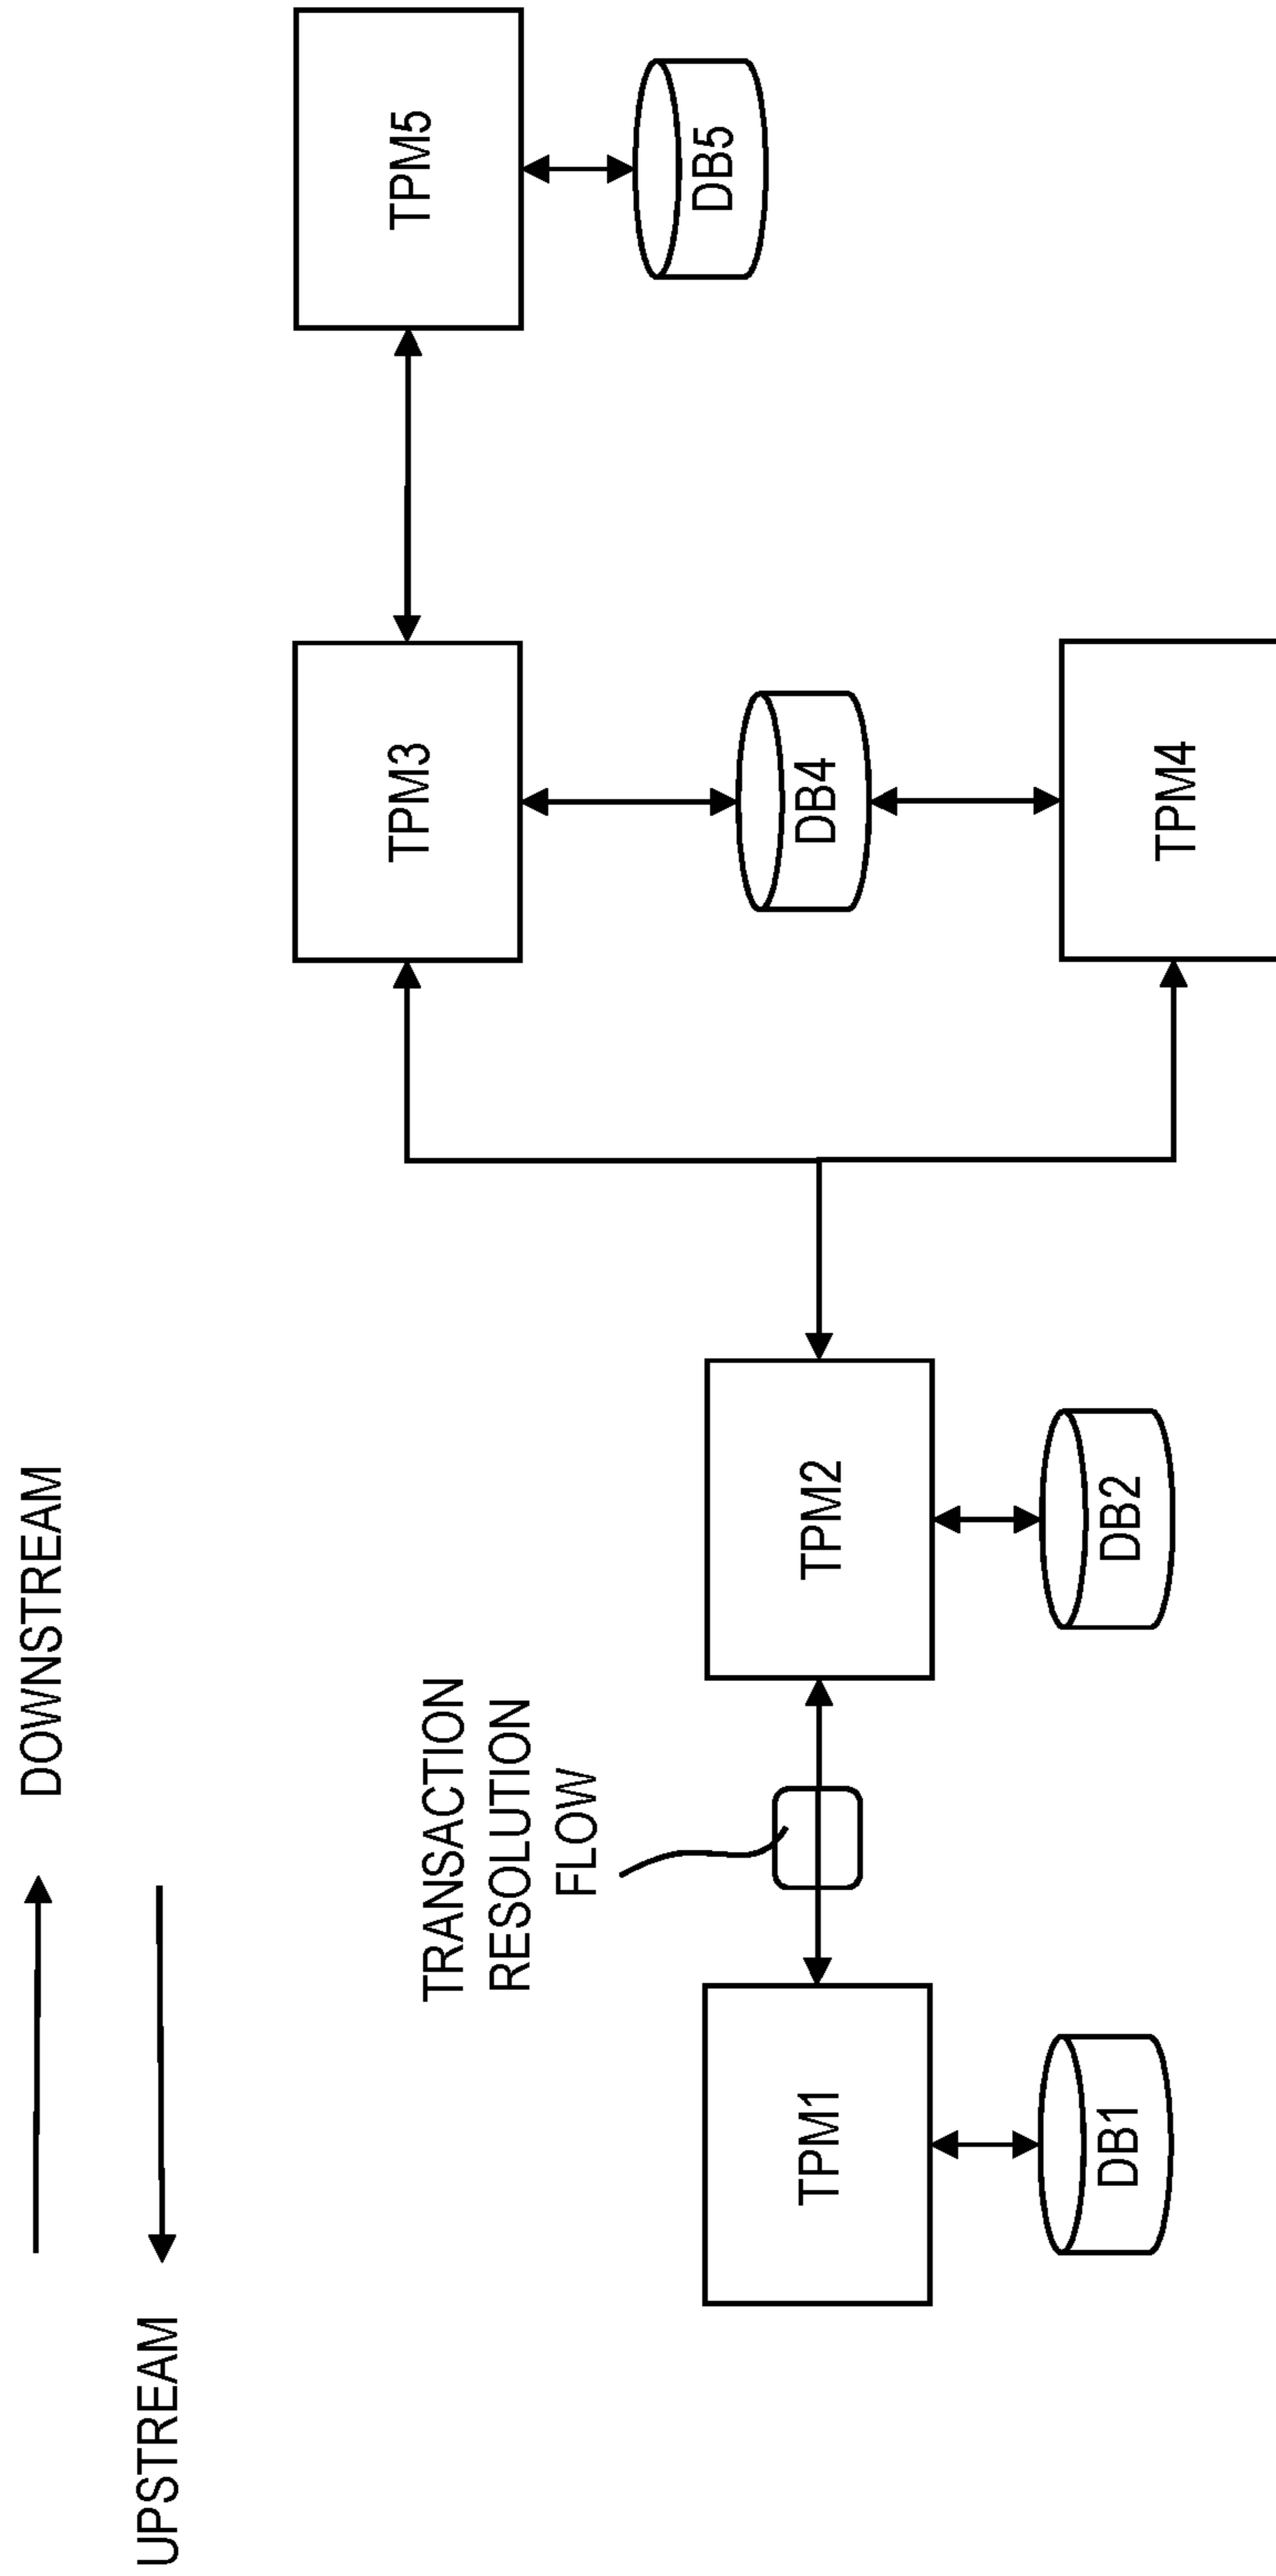 DOWNSTREAM
UPSTREAM
TRANSACTION
RESOLUTION
FLOW
TPM1
DB1
TPM2
DB2
TPM3
DB4
TPM4
TPM5
DB5